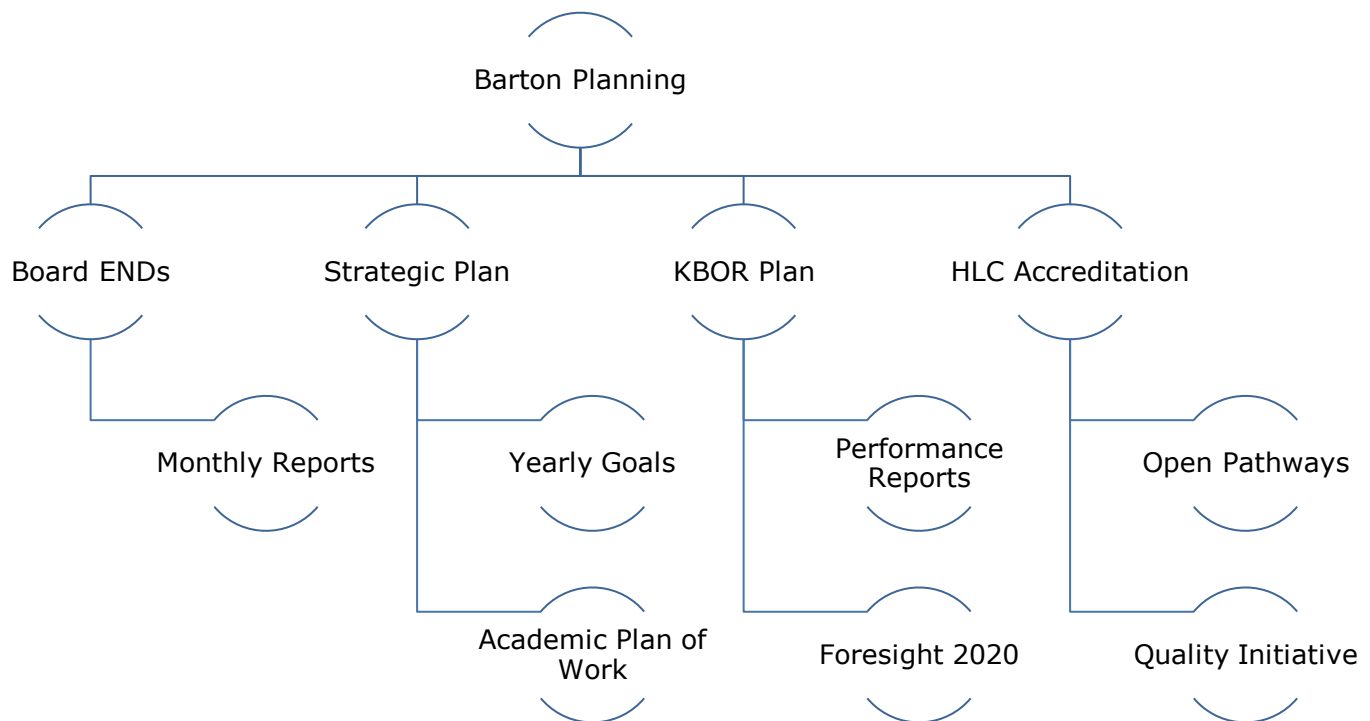 Barton Planning
Board ENDs
Strategic Plan
KBOR Plan
HLC Accreditation
Monthly Reports
Yearly Goals
Performance
Reports
Open Pathways
Academic Plan of
Work
Foresight 2020
Quality Initiative